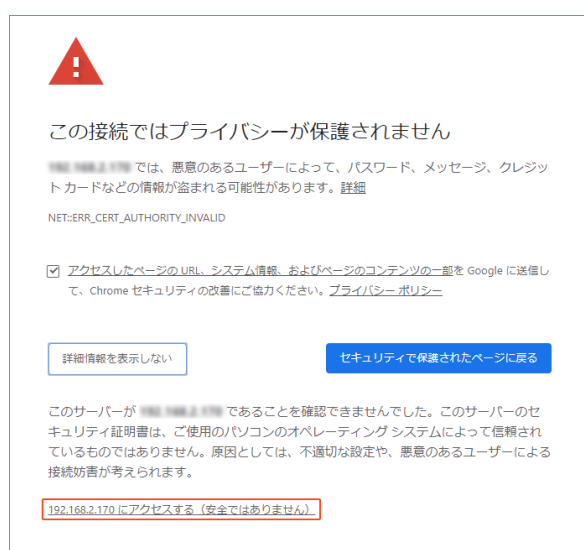 この接続ではプライバシーが保護されません
では、悪意のあるユーザーによって、パスワード、メッセージ、クレジッ
ト カードなどの情報が盗まれる可能性があります。詳細
NET::ERR_CERT_AUTHORITY_INVALID
アクセスしたページの URL、システム情報、およびページのコンテンツの一部を Google に送信し
て、Chrome セキュリティの改善にご協力ください。プライバシー ポリシー
詳細情報を表示しない
セキュリティで保護されたページに戻る
このサーバーが であることを確認できませんでした。このサーバーのセ
キュリティ証明書は、ご使用のパソコンのオペレーティング システムによって信頼され
ているものではありません。原因としては、不適切な設定や、悪意のあるユーザーによる
接続妨害が考えられます。
192.168.2.170 にアクセスする（安全ではありません）